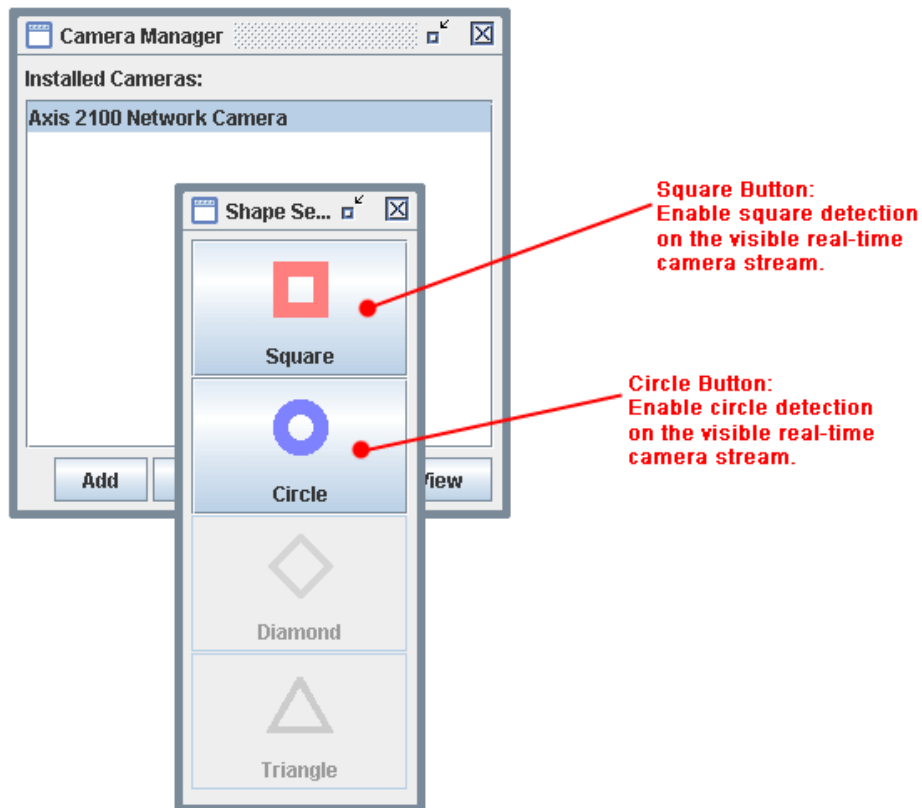 Camera Manager
Installed Cameras:
Axis 2100 Network Camera
Shape Se...
Square
Circle
Diamond
Triangle
Add
Square Button:
Enable square detection
on the visible real-time
camera stream.
Circle Button:
Enable circle detection
on the visible real-time
camera stream.